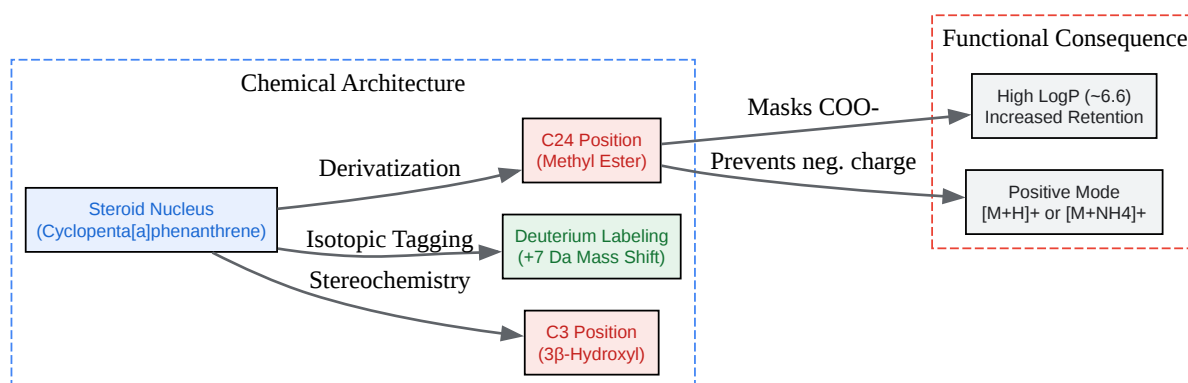 Functional Consequence
Chemical Architecture
High LogP (~6.6)
Increased Retention
Masks COO-
C24 Position
(Methyl Ester)
Derivatization
Prevents neg. charge
Positive Mode
[M+H]+ or [M+NH4]+
Steroid Nucleus
(Cyclopenta[a]phenanthrene)
Isotopic Tagging
Deuterium Labeling
(+7 Da Mass Shift)
Stereochemistry
C3 Position
(3β-Hydroxyl)